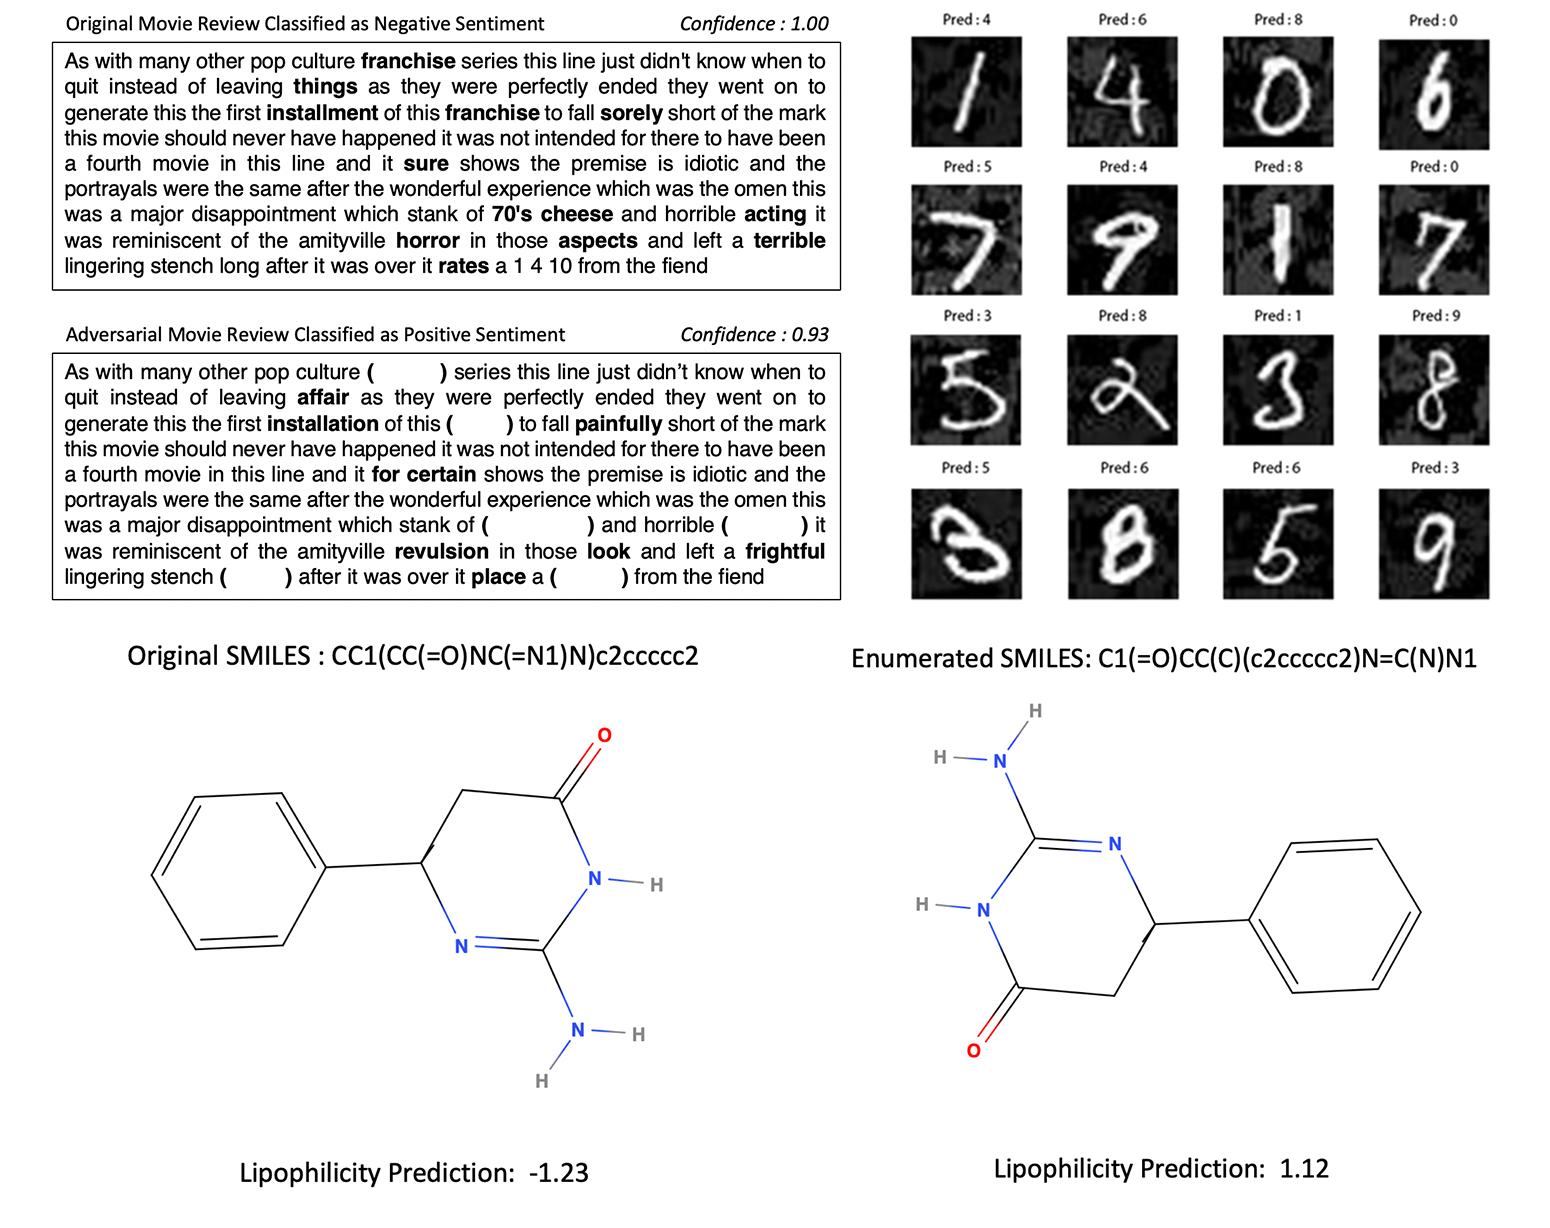 Original Movie Review Classified as Negative Sentiment Confidence : 1.00
As with many other pop culture franchise series this line just didn't know when to
quit instead of leaving things as they were perfectly ended they went on to
generate this the first installment of this franchise to fall sorely short of the mark
this movie should never have happened it was not intended for there to have been
a fourth movie in this line and it sure shows the premise is idiotic and the
portrayals were the same after the wonderful experience which was the omen this
was a major disappointment which stank of 70's cheese and horrible acting it
was reminiscent of the amityville horror in those aspects and left a terrible
lingering stench long after it was over it rates a 1 4 10 from the fiend
Adversarial Movie Review Classified as Positive Sentiment Confidence : 0.93
As with many other pop culture ( ) series this line just didn’t know when to
quit instead of leaving affair as they were perfectly ended they went on to
generate this the first installation of this ( ) to fall painfully short of the mark
this movie should never have happened it was not intended for there to have been
a fourth movie in this line and it for certain shows the premise is idiotic and the
portrayals were the same after the wonderful experience which was the omen this
was a major disappointment which stank of ( ) and horrible ( ) it
was reminiscent of the amityville revulsion in those look and left a frightful
lingering stench ( ) after it was over it place a ( ) from the fiend
Pred : 4 Pred : 6 Pred : 8 Pred : 0
1 4 0 6
Pred : 5 Pred : 4 Pred : 8 Pred : 0
7 9 1 7
Pred : 3 Pred : 8 Pred : 1 Pred : 9
5 2 3 8
Pred : 5 Pred : 6 Pred : 6 Pred : 3
3 8 5 9
Original SMILES : CC1(CC(=O)NC(=N1)N)c2ccccc2
O
N H
N
N H
H
Lipophilicity Prediction: -1.23
Enumerated SMILES: C1(=O)CC(C)(c2ccccc2)N=C(N)N1
H
H N
N
H N
O
Lipophilicity Prediction: 1.12